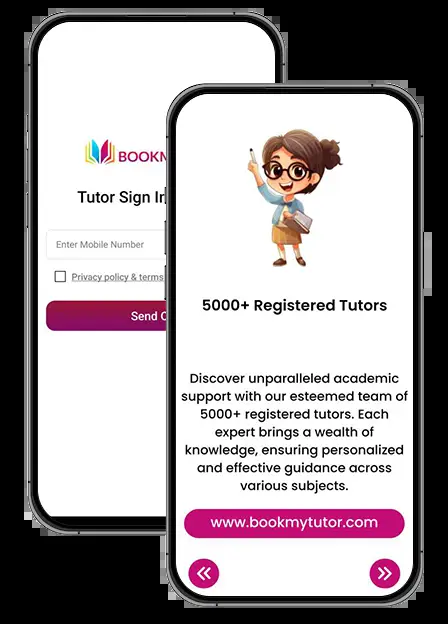 BOOKM
Tutor Sign In
Enter Mobile Number
Privacy policy & terms
Send
5000+ Registered Tutors
Discover unparalleled academic
support with our esteemed team of
5000+ registered tutors. Each
expert brings a wealth of
knowledge, ensuring personalized
and effective guidance across
various subjects.
www.bookmytutor.com